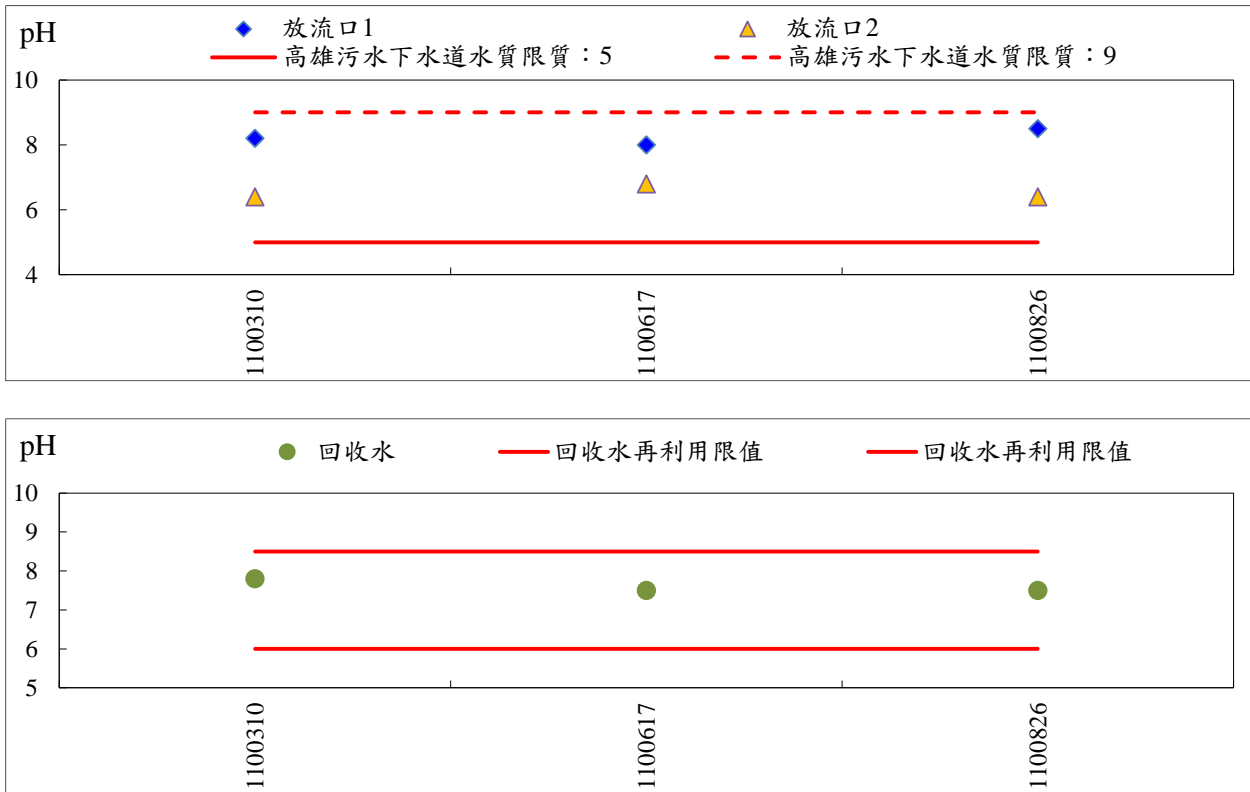 pH
放流口1
放流口2
高雄污水下水道水質限質：5
高雄污水下水道水質限質：9
10
8
6
4
1100310
1100617
1100826
pH
回收水
回收水再利用限值
回收水再利用限值
10
9
8
7
6
5
1100310
1100617
1100826